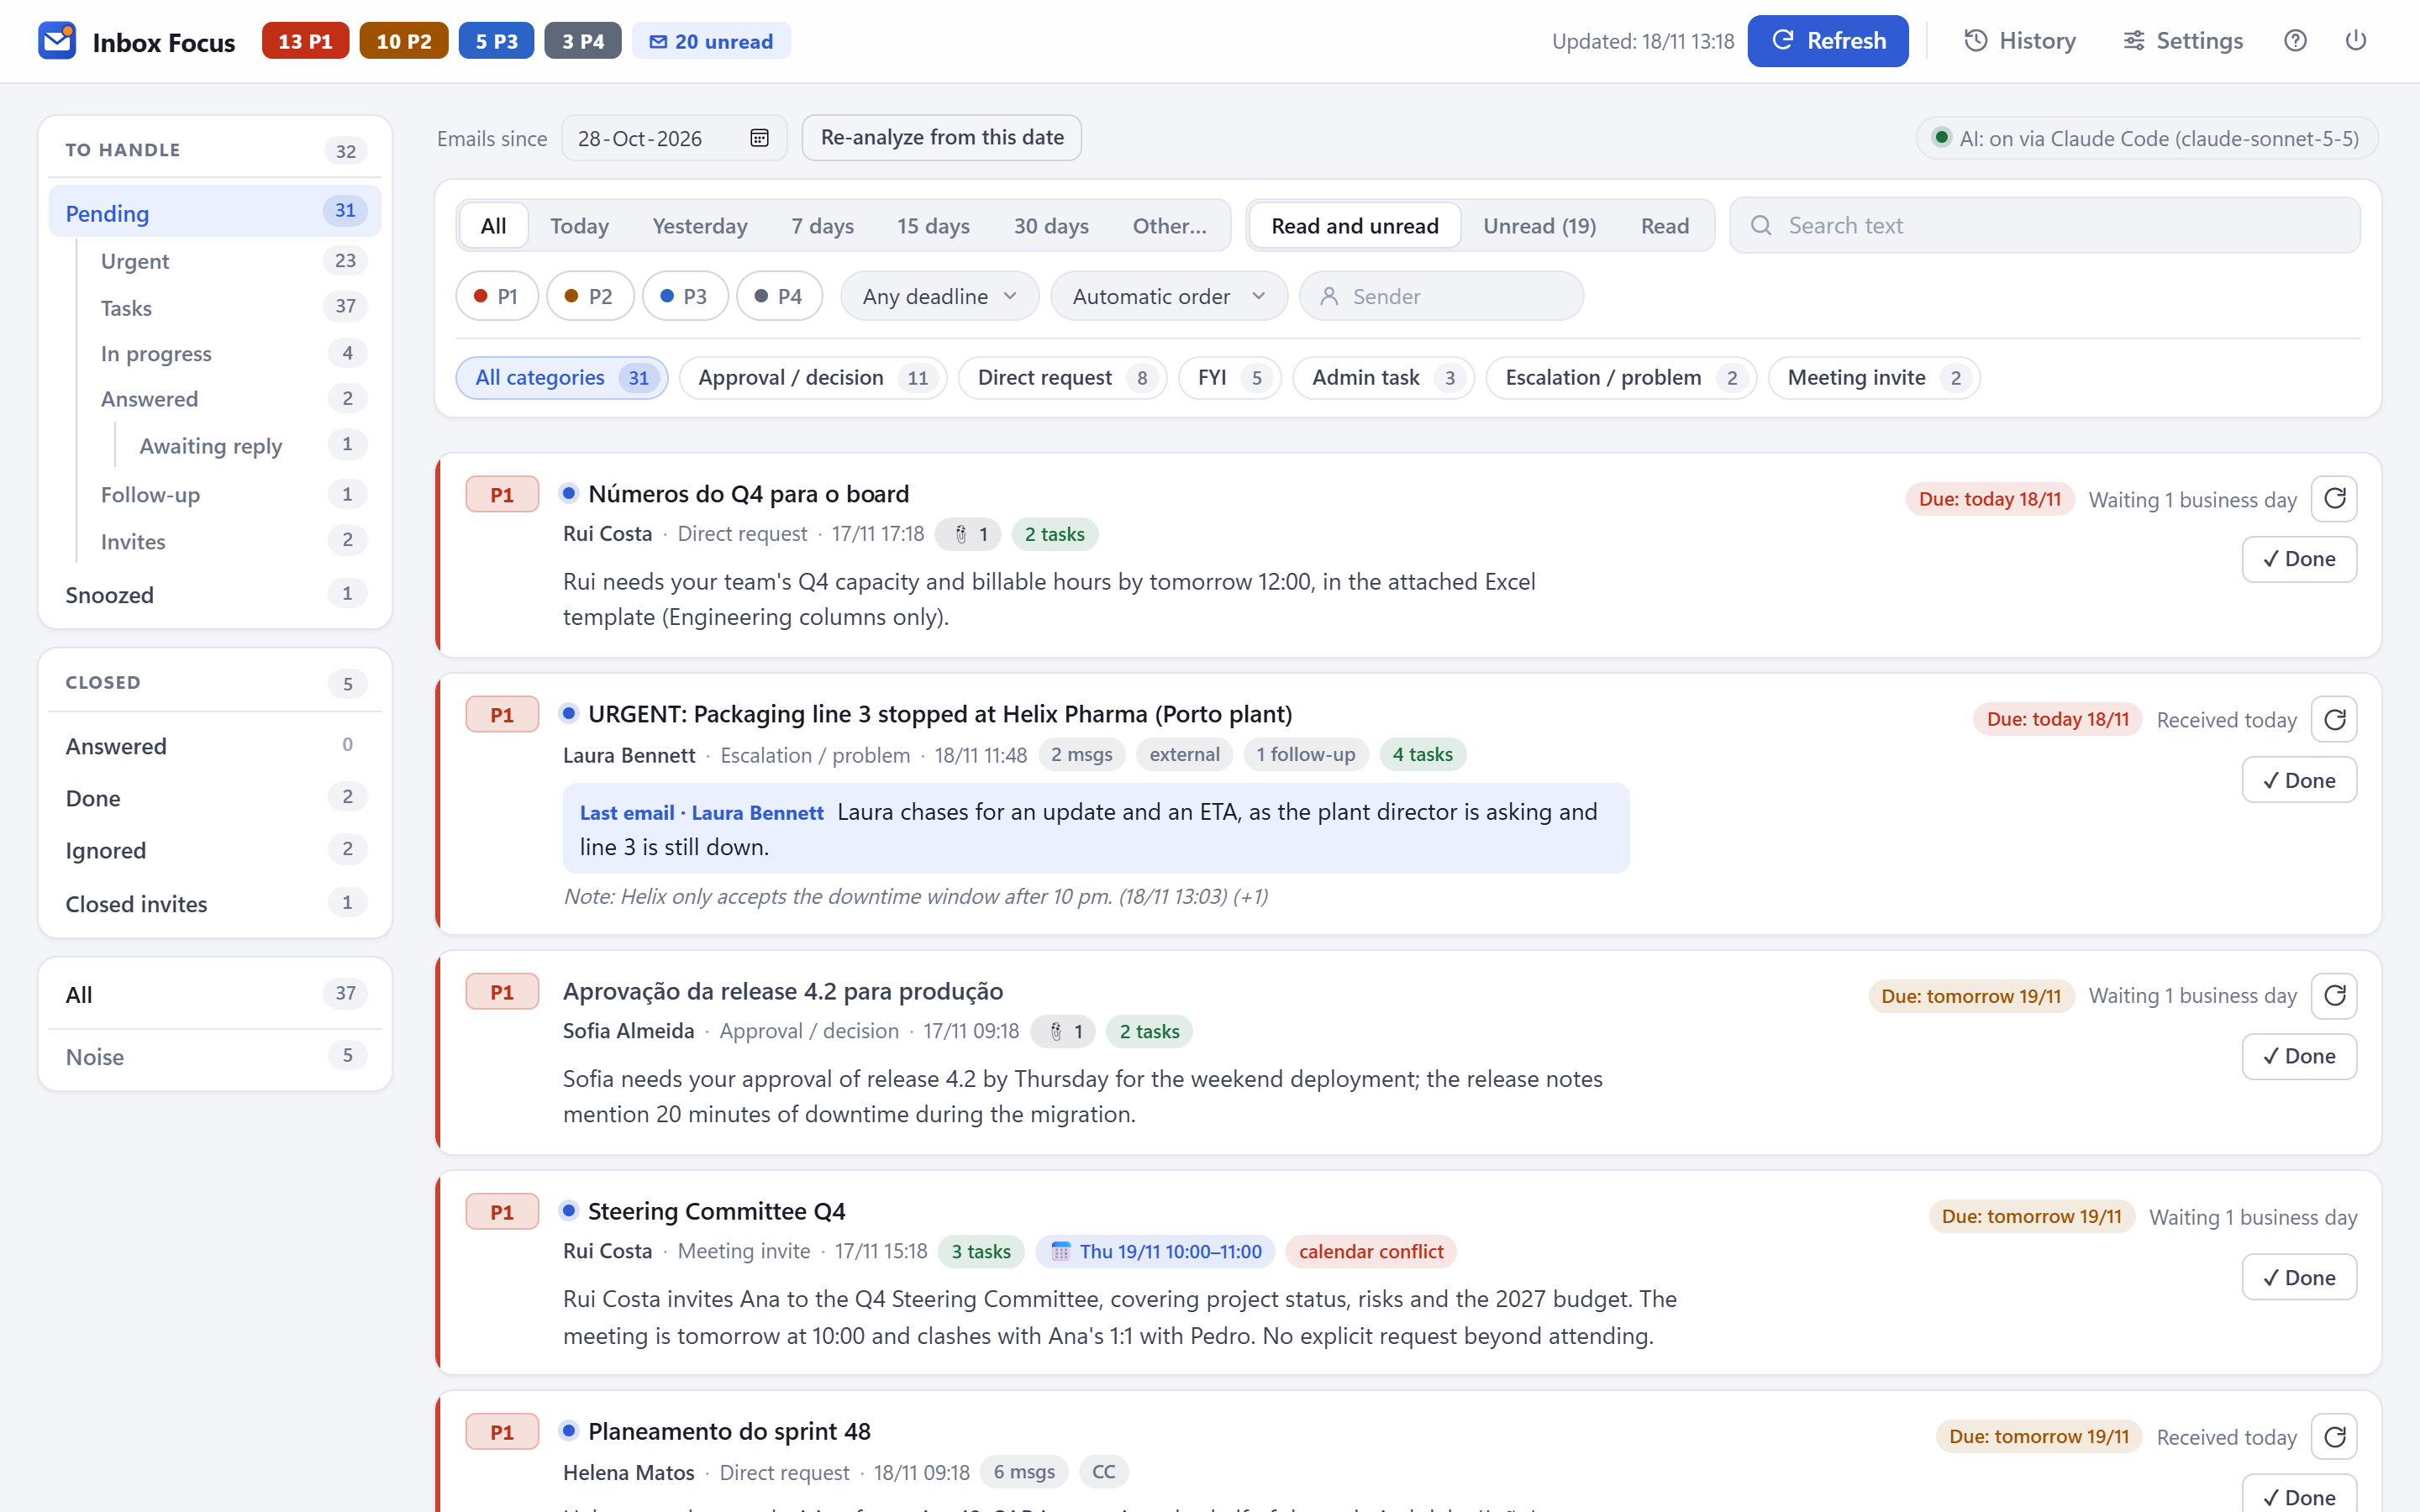 Inbox Focus 13 P1 10 P2 5 P3 3 P4 20 unread Updated: 18/11 13:18 Refresh History Settings
TO HANDLE 32
Pending 31
Urgent 23
Tasks 37
In progress 4
Answered 2
Awaiting reply 1
Follow-up 1
Invites 2
Snoozed 1
CLOSED 5
Answered 0
Done 2
Ignored 2
Closed invites 1
All 37
Noise 5
Emails since 28-Oct-2026 Re-analyze from this date AI: on via Claude Code (claude-sonnet-5-5)
All Today Yesterday 7 days 15 days 30 days Other... Read and unread Unread (19) Read Search text
P1 P2 P3 P4 Any deadline Automatic order Sender
All categories 31 Approval / decision 11 Direct request 8 FYI 5 Admin task 3 Escalation / problem 2 Meeting invite 2
P1 Números do Q4 para o board Due: today 18/11 Waiting 1 business day
Rui Costa · Direct request · 17/11 17:18 1 2 tasks
✓ Done
Rui needs your team's Q4 capacity and billable hours by tomorrow 12:00, in the attached Excel
template (Engineering columns only).
P1 URGENT: Packaging line 3 stopped at Helix Pharma (Porto plant) Due: today 18/11 Received today
Laura Bennett · Escalation / problem · 18/11 11:48 2 msgs external 1 follow-up 4 tasks
✓ Done
Last email · Laura Bennett Laura chases for an update and an ETA, as the plant director is asking and
line 3 is still down.
Note: Helix only accepts the downtime window after 10 pm. (18/11 13:03) (+1)
P1 Aprovação da release 4.2 para produção Due: tomorrow 19/11 Waiting 1 business day
Sofia Almeida · Approval / decision · 17/11 09:18 1 2 tasks
✓ Done
Sofia needs your approval of release 4.2 by Thursday for the weekend deployment; the release notes
mention 20 minutes of downtime during the migration.
P1 Steering Committee Q4 Due: tomorrow 19/11 Waiting 1 business day
Rui Costa · Meeting invite · 17/11 15:18 3 tasks Thu 19/11 10:00–11:00 calendar conflict
✓ Done
Rui Costa invites Ana to the Q4 Steering Committee, covering project status, risks and the 2027 budget. The
meeting is tomorrow at 10:00 and clashes with Ana's 1:1 with Pedro. No explicit request beyond attending.
P1 Planeamento do sprint 48 Due: tomorrow 19/11 Received today
Helena Matos · Direct request · 18/11 09:18 6 msgs CC
✓ Done